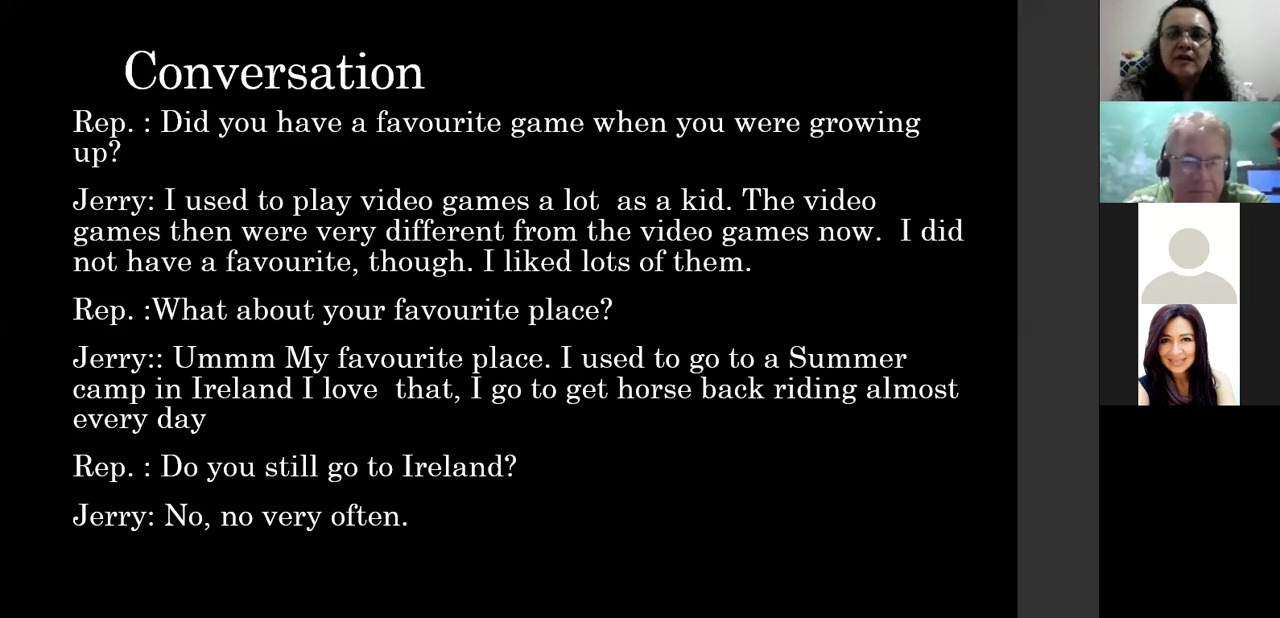 Conversation
Rep. : Did you have a favourite game when you were growing
up?
Jerry: I used to play video games a lot  as a kid. The video
games then were very different from the video games now.  I did
not have a favourite, though. I liked lots of them.
Rep. :What about your favourite place?
Jerry:: Ummm My favourite place. I used to go to a Summer
camp in Ireland I love  that, I go to get horse back riding almost
every day
Rep. : Do you still go to Ireland?
Jerry: No, no very often.